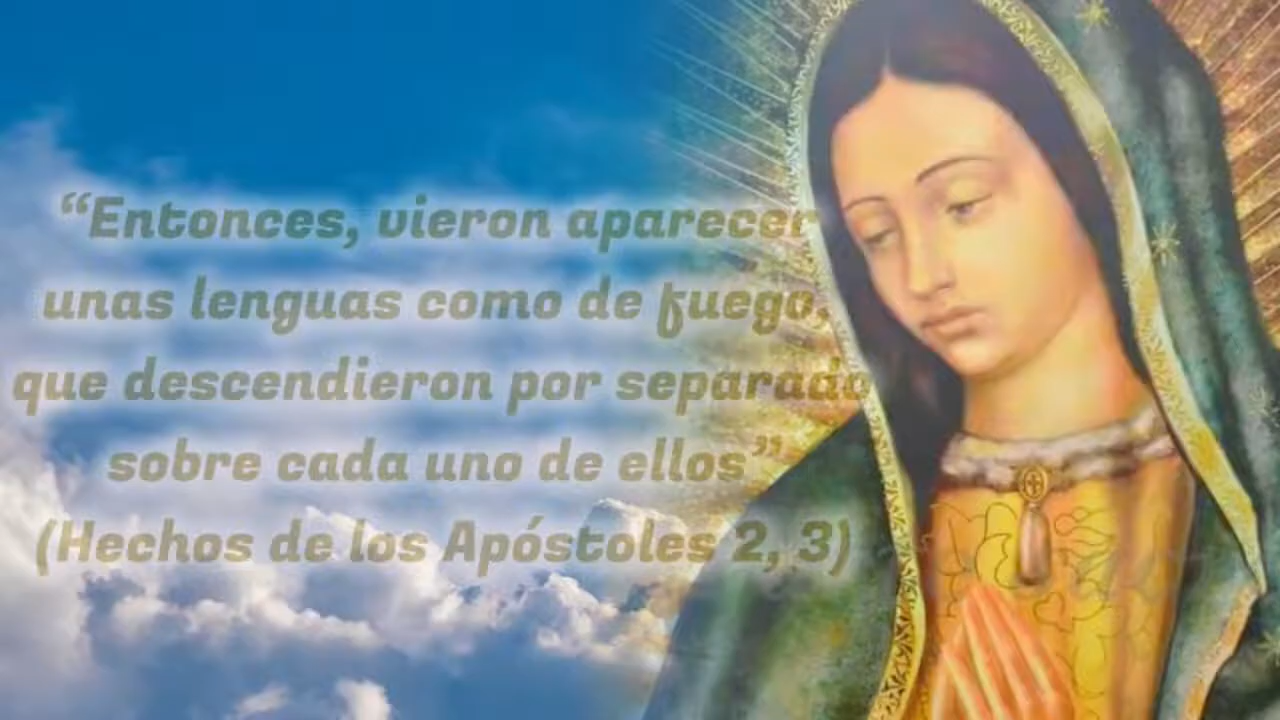 “Entonces, vieron aparecer
unas lenguas como de fuego,
que descendieron por separado
sobre cada uno de ellos”
(Hechos de los Apóstoles 2, 3)